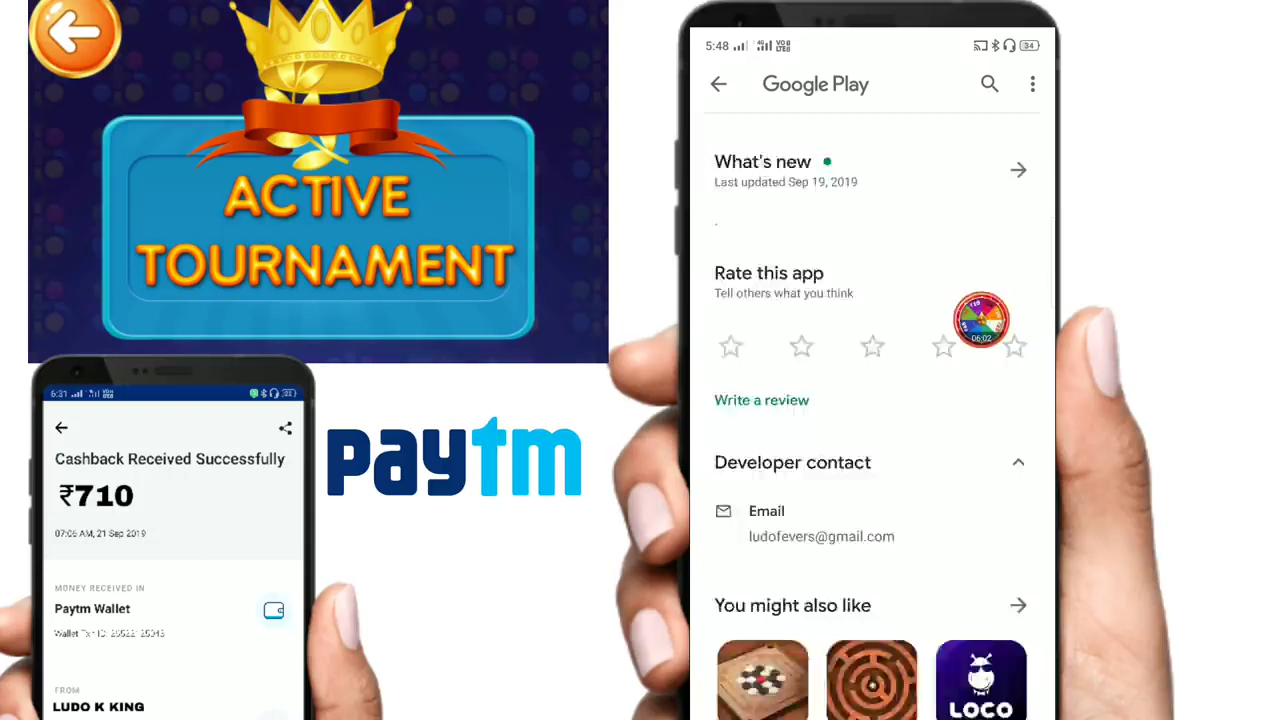 ACTIVE
TOURNAMENT
6:31
Cashback Received Successfully
₹710
07:06 AM, 21 Sep 2019
MONEY RECEIVED IN
Paytm Wallet
FROM
LUDO K KING
paytm
5:48
34
Google Play
What's new
Last updated Sep 19, 2019
.
Rate this app
Tell others what you think
06:02
Write a review
Developer contact
Email
ludofevers@gmail.com
You might also like
LOCO